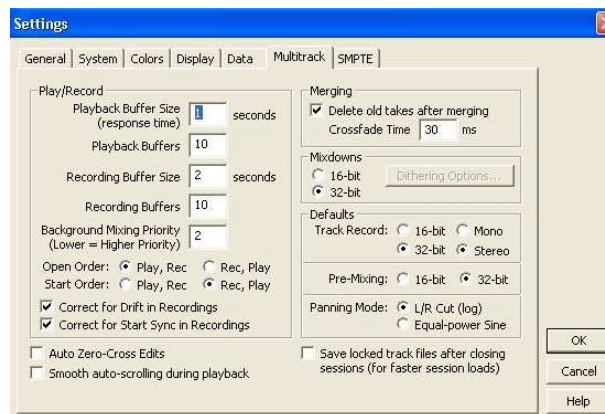 Settings
General System Colors Display Data Multitrack SMPTE
Play/Record
Playback Buffer Size
(response time)
1 seconds
Playback Buffers 10
Recording Buffer Size 2 seconds
Recording Buffers 10
Background Mixing Priority
(Lower = Higher Priority)
2
Open Order: Play, Rec Rec, Play
Start Order: Play, Rec Rec, Play
Correct for Drift in Recordings
Correct for Start Sync in Recordings
Auto Zero-Cross Edits
Smooth auto-scrolling during playback
Merging
Delete old takes after merging
Crossfade Time 30 ms
Mixdowns
16-bit
32-bit
Dithering Options...
Defaults
Track Record: 16-bit Mono
32-bit Stereo
Pre-Mixing: 16-bit 32-bit
Panning Mode: L/R Cut (log)
Equal-power Sine
Save locked track files after closing
sessions (for faster session loads)
OK
Cancel
Help